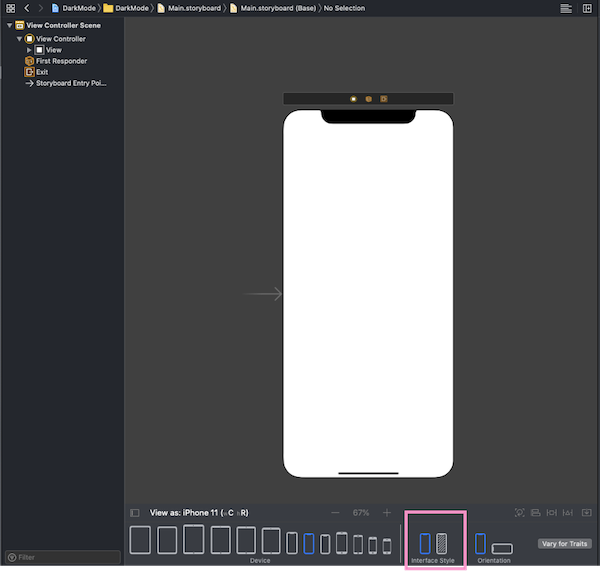 DarkMode DarkMode Main.storyboard Main.storyboard (Base) No Selection
View Controller Scene
View Controller
View
First Responder
Exit
Storyboard Entry Poi...
View as: iPhone 11 (wC hR)
67%
Device
Interface Style
Orientation
Vary for Traits
Filter